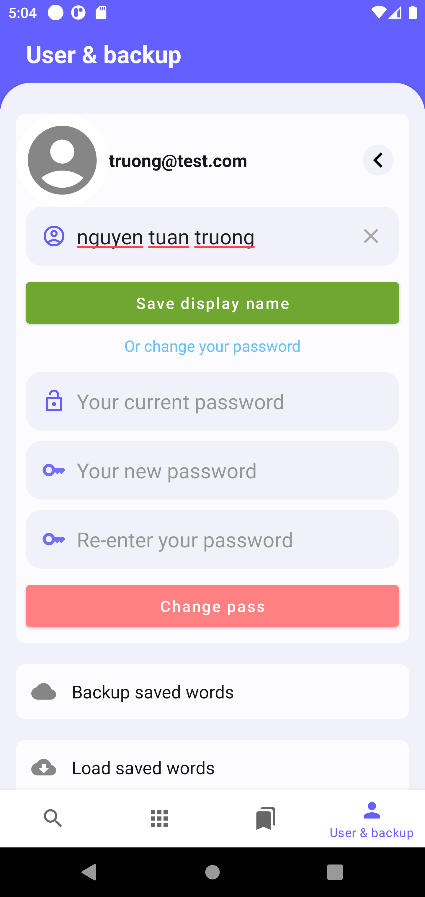 5:04
User & backup
truong@test.com
nguyen tuan truong
Save display name
Or change your password
Your current password
Your new password
Re-enter your password
Change pass
Backup saved words
Load saved words
User & backup